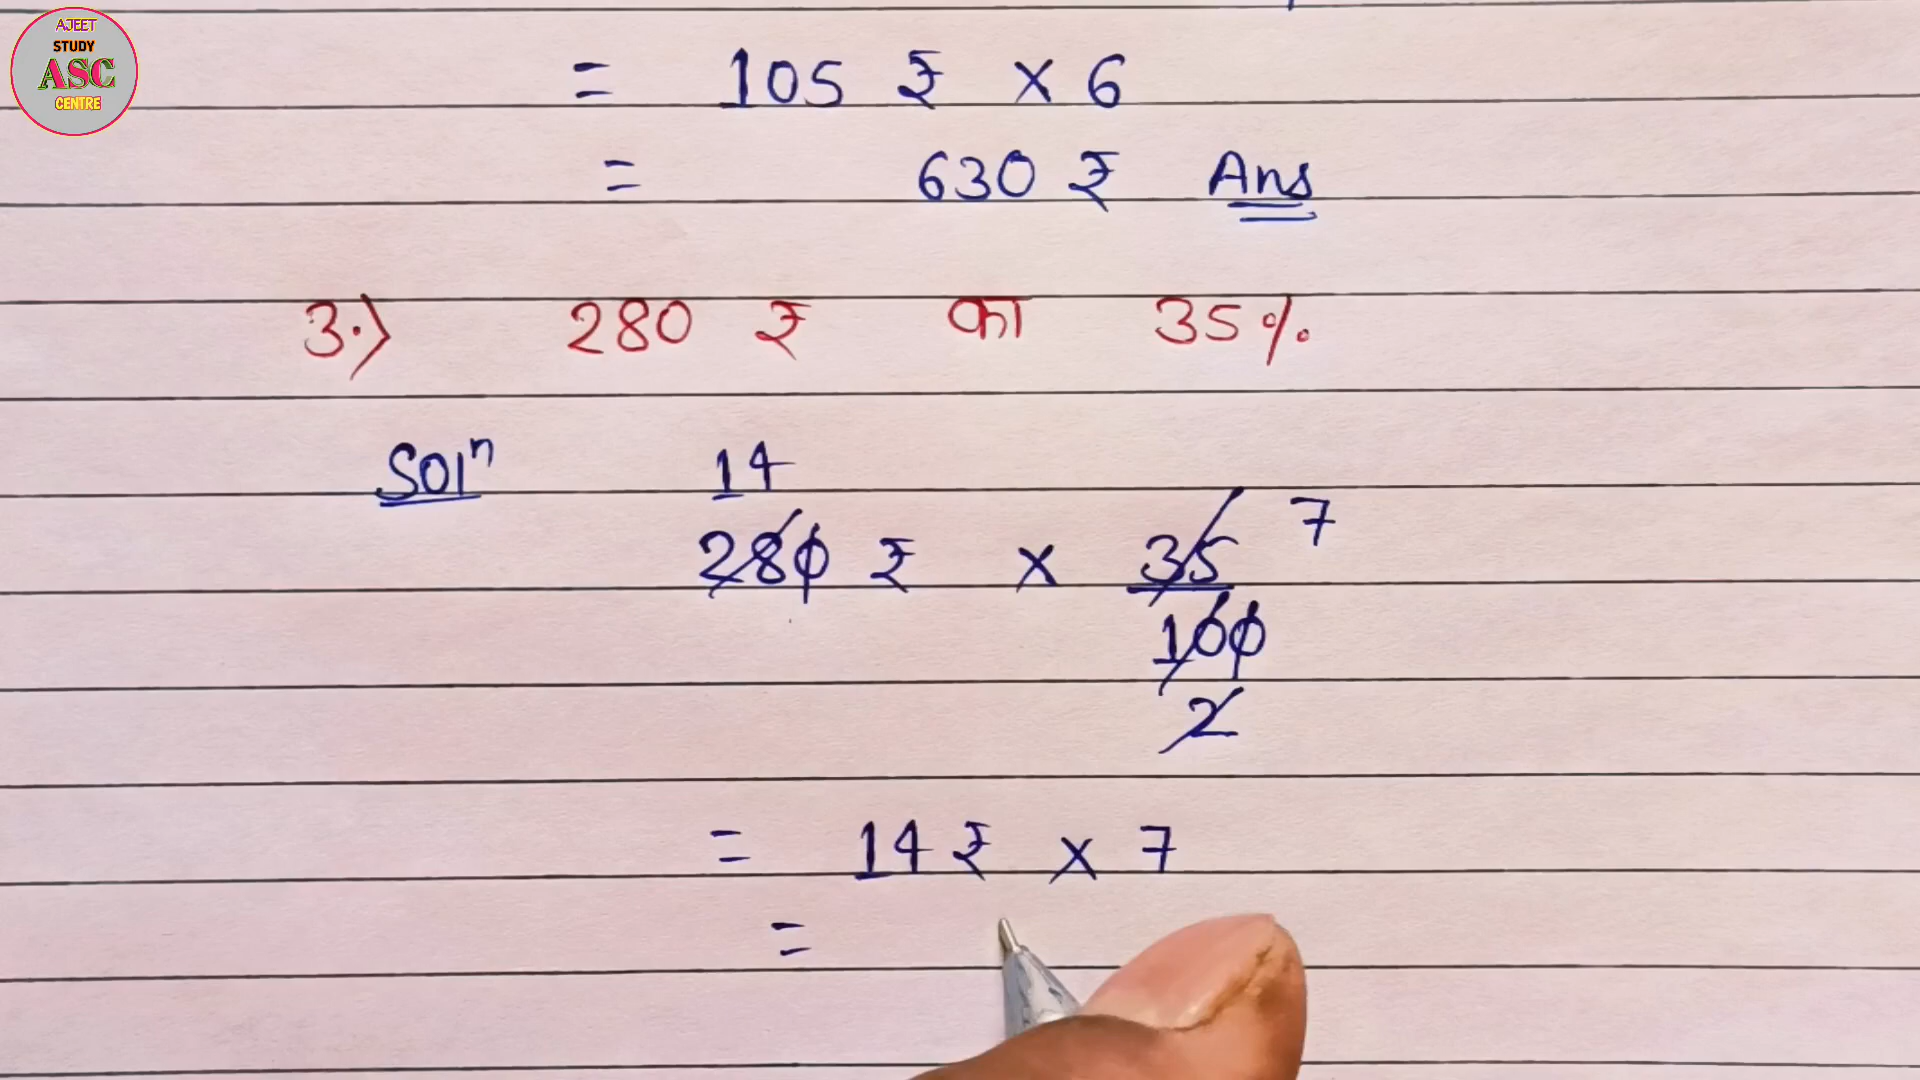 AJEET
STUDY
ASC
CENTRE
= 105 ₹ × 6
= 630 ₹ Ans
3.) 280 ₹ का 35%
Solⁿ 14
7
280 ₹ × 35
100
2
= 14 ₹ × 7
=